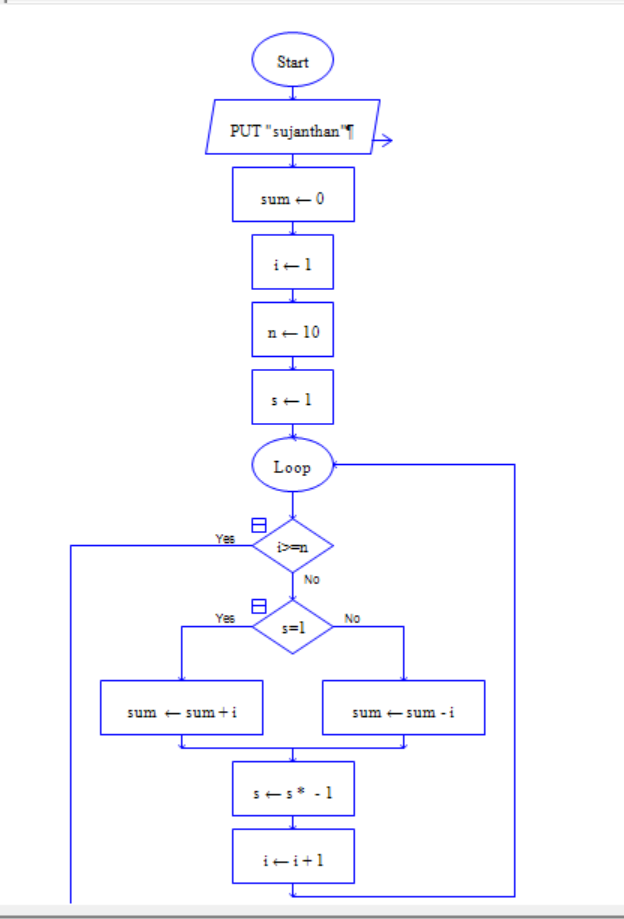 Start
PUT "sujanthan"¶
sum ← 0
i ← 1
n ← 10
s ← 1
Loop
Yes
i>=n
No
Yes
s=1
No
sum ← sum + i
sum ← sum - i
s ← s * - 1
i ← i + 1